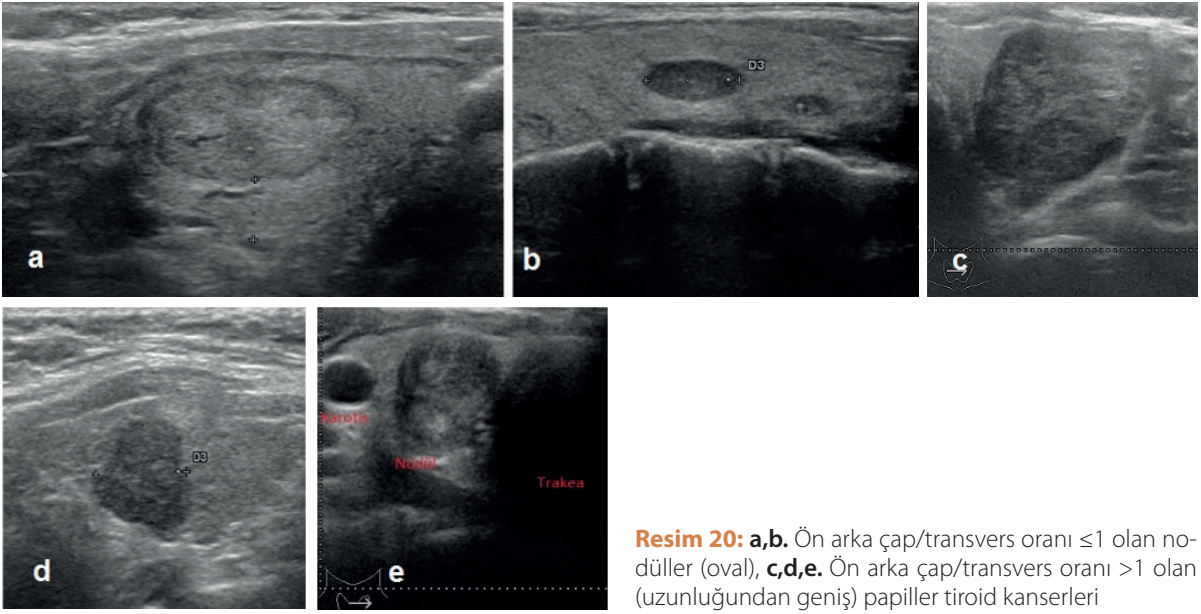 a
D3
b
c
D3
d
Karotis
Nodül
Trakea
e
Resim 20: a,b. Ön arka çap/transvers oranı ≤1 olan no-
düller (oval), c,d,e. Ön arka çap/transvers oranı >1 olan
(uzunluğundan geniş) papiller tiroid kanserleri